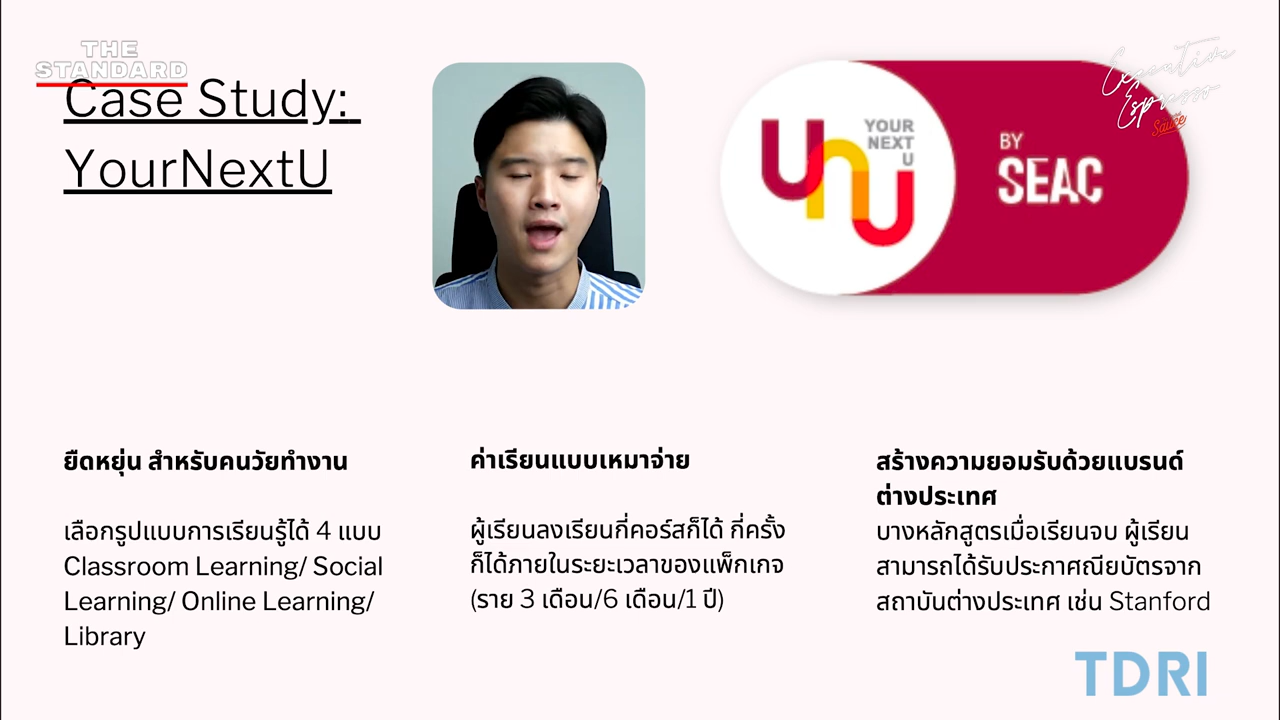 THE
STANDARD
Case Study:
YourNextU
unu
YOUR
NEXT
U
BY
SEAC
Executive
Espresso
ยืดหยุ่น สำหรับคนวัยทำงาน
เลือกรูปแบบการเรียนรู้ได้ 4 แบบ
Classroom Learning/ Social
Learning/ Online Learning/
Library
ค่าเรียนแบบเหมาจ่าย
ผู้เรียนลงเรียนกี่คอร์สก็ได้ กี่ครั้ง
ก็ได้ภายในระยะเวลาของแพ็กเกจ
(ราย 3 เดือน/6 เดือน/1 ปี)
สร้างความยอมรับด้วยแบรนด์
ต่างประเทศ
บางหลักสูตรเมื่อเรียนจบ ผู้เรียน
สามารถได้รับประกาศณียบัตรจาก
สถาบันต่างประเทศ เช่น Stanford
TDRI